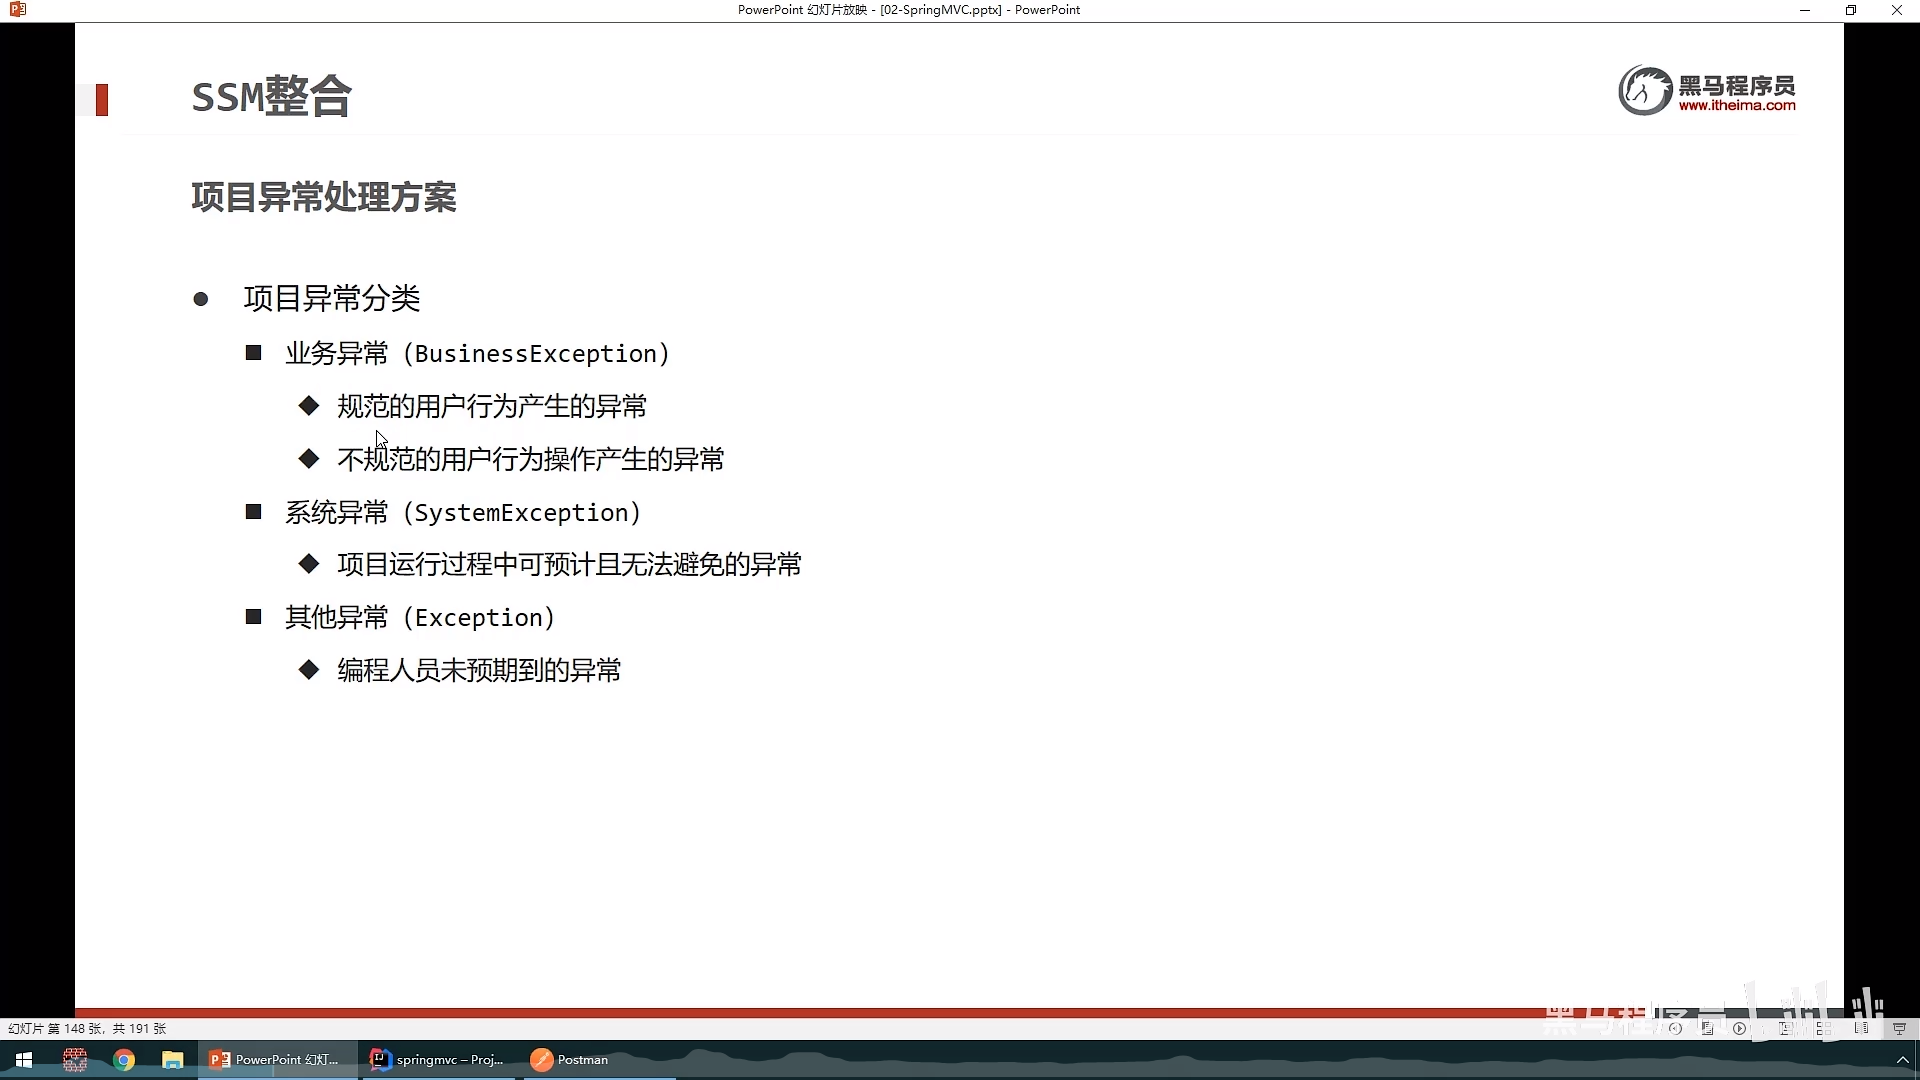 PowerPoint 幻灯片放映 - [02-SpringMVC.pptx] - PowerPoint
SSM整合
黑马程序员
www.itheima.com
项目异常处理方案
● 项目异常分类
■ 业务异常（BusinessException）
◆ 规范的用户行为产生的异常
◆ 不规范的用户行为操作产生的异常
■ 系统异常（SystemException）
◆ 项目运行过程中可预计且无法避免的异常
■ 其他异常（Exception）
◆ 编程人员未预期到的异常
黑马程序员
幻灯片 第 148 张，共 191 张
PowerPoint 幻灯...
springmvc – Proj...
Postman